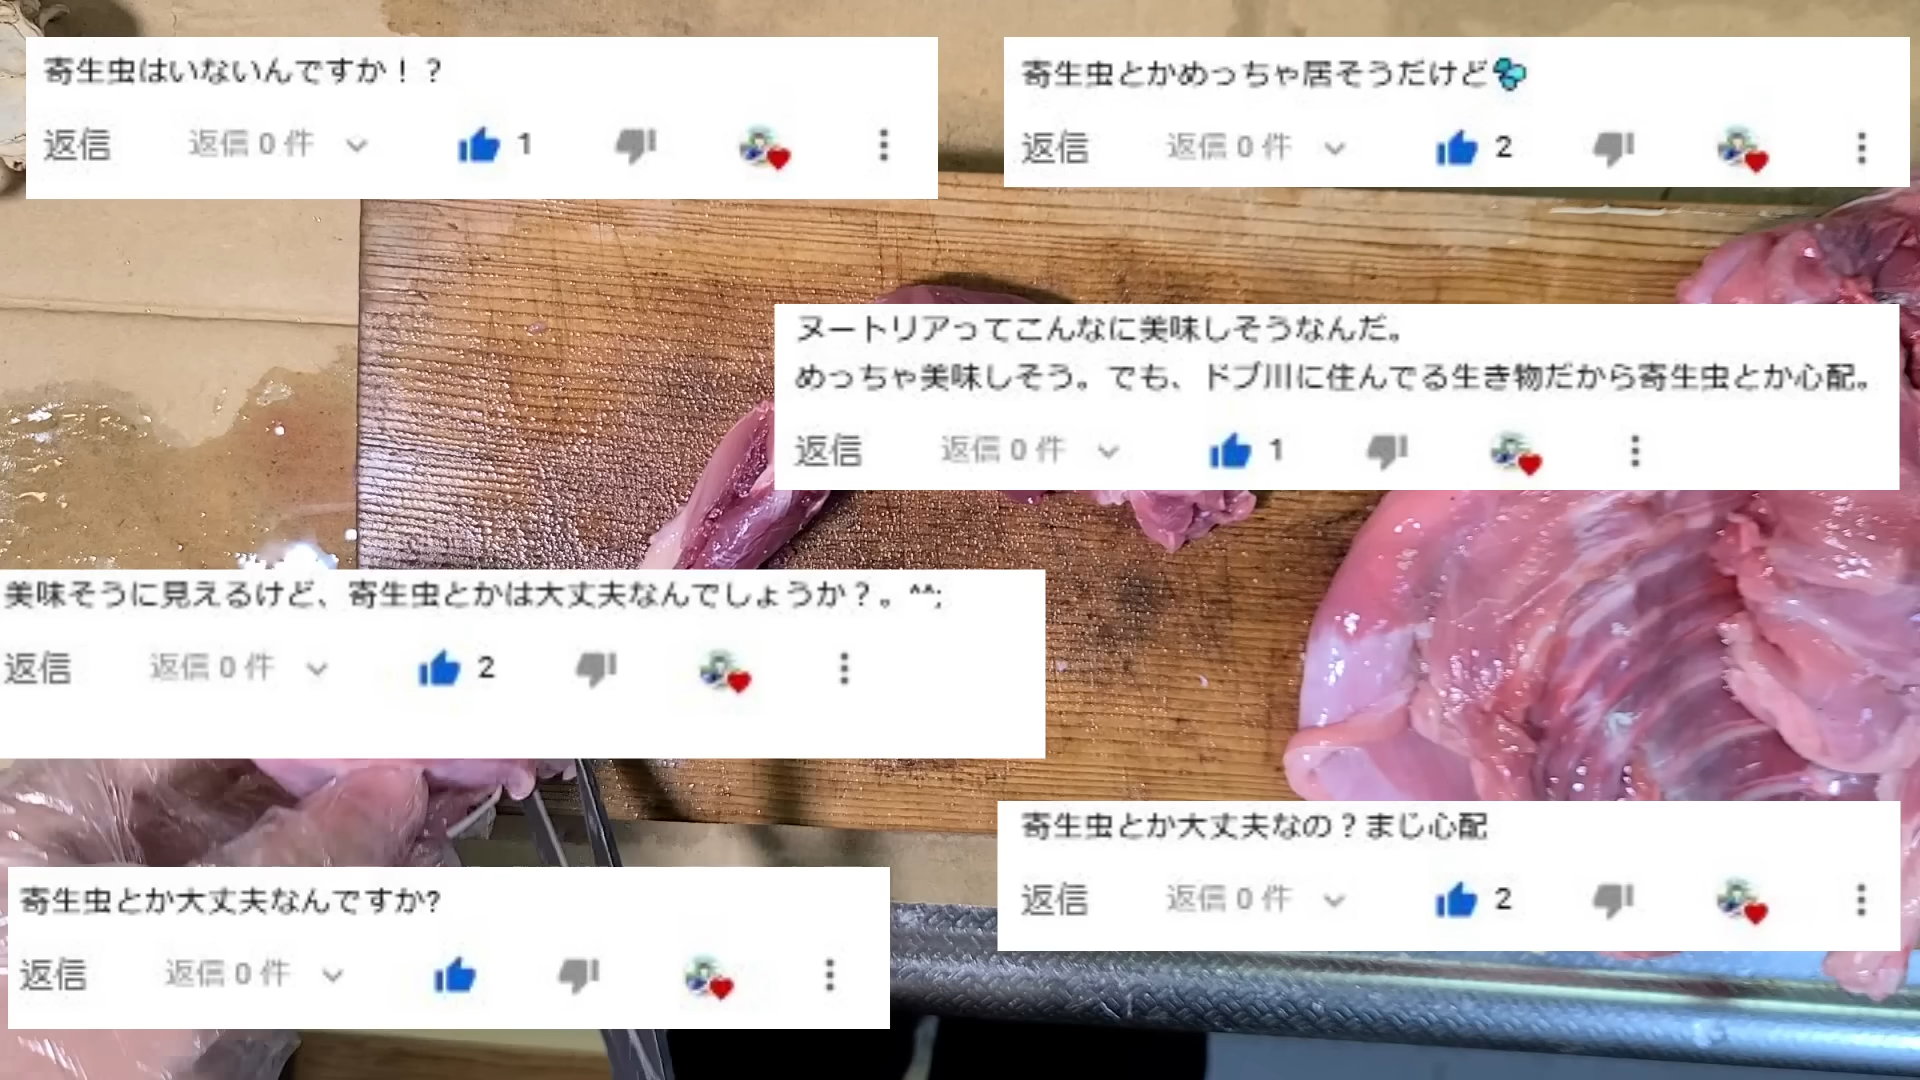 寄生虫はいないんですか！？
返信 返信 0 件 1
寄生虫とかめっちゃ居そうだけど
返信 返信 0 件 2
ヌートリアってこんなに美味しそうなんだ。
めっちゃ美味しそう。でも、ドブ川に住んでる生き物だから寄生虫とか心配。
返信 返信 0 件 1
美味そうに見えるけど、寄生虫とかは大丈夫なんでしょうか？。^^;
返信 返信 0 件 2
寄生虫とか大丈夫なの？まじ心配
返信 返信 0 件 2
寄生虫とか大丈夫なんですか?
返信 返信 0 件